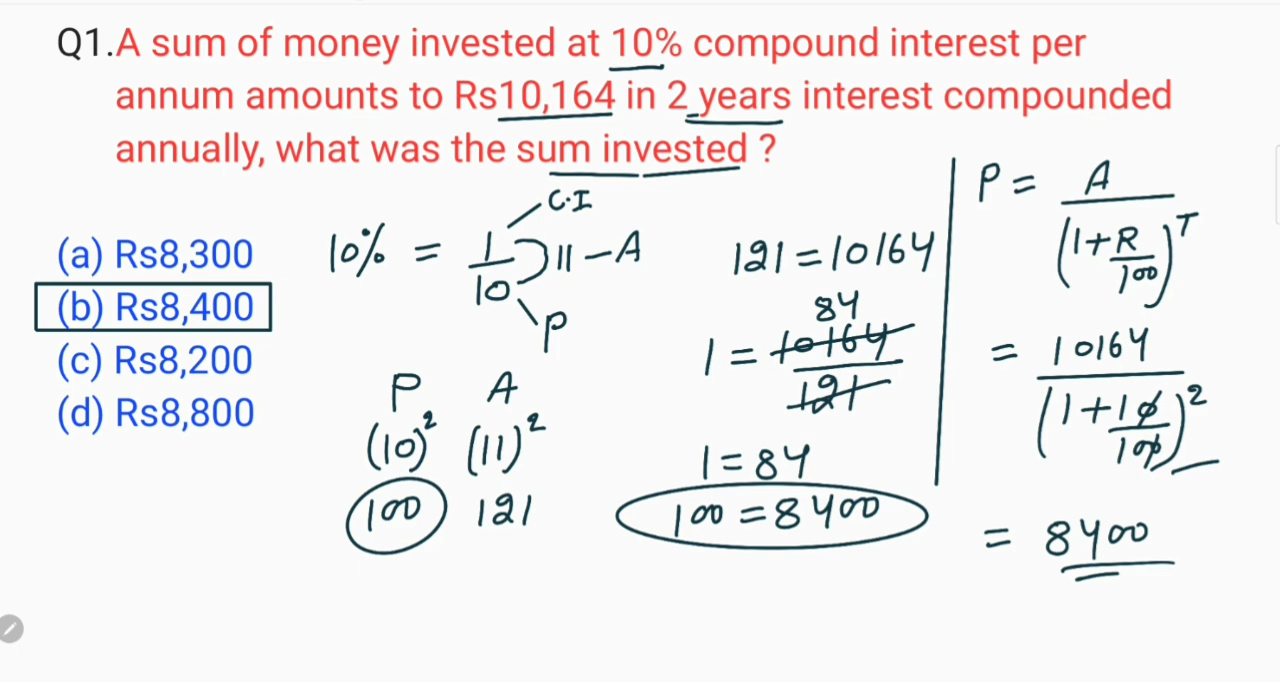 Q1.A sum of money invested at 10% compound interest per
annum amounts to Rs10,164 in 2 years interest compounded
annually, what was the sum invested ?
(a) Rs8,300
(b) Rs8,400
(c) Rs8,200
(d) Rs8,800
C.I
10% = 1/10 11 - A
P
P A
(10)² (11)²
100 121
121 = 10164
84
1 = 10164/121
1 = 84
100 = 8400
P = A/(1+R/100)^T
= 10164/(1+10/100)²
= 8400